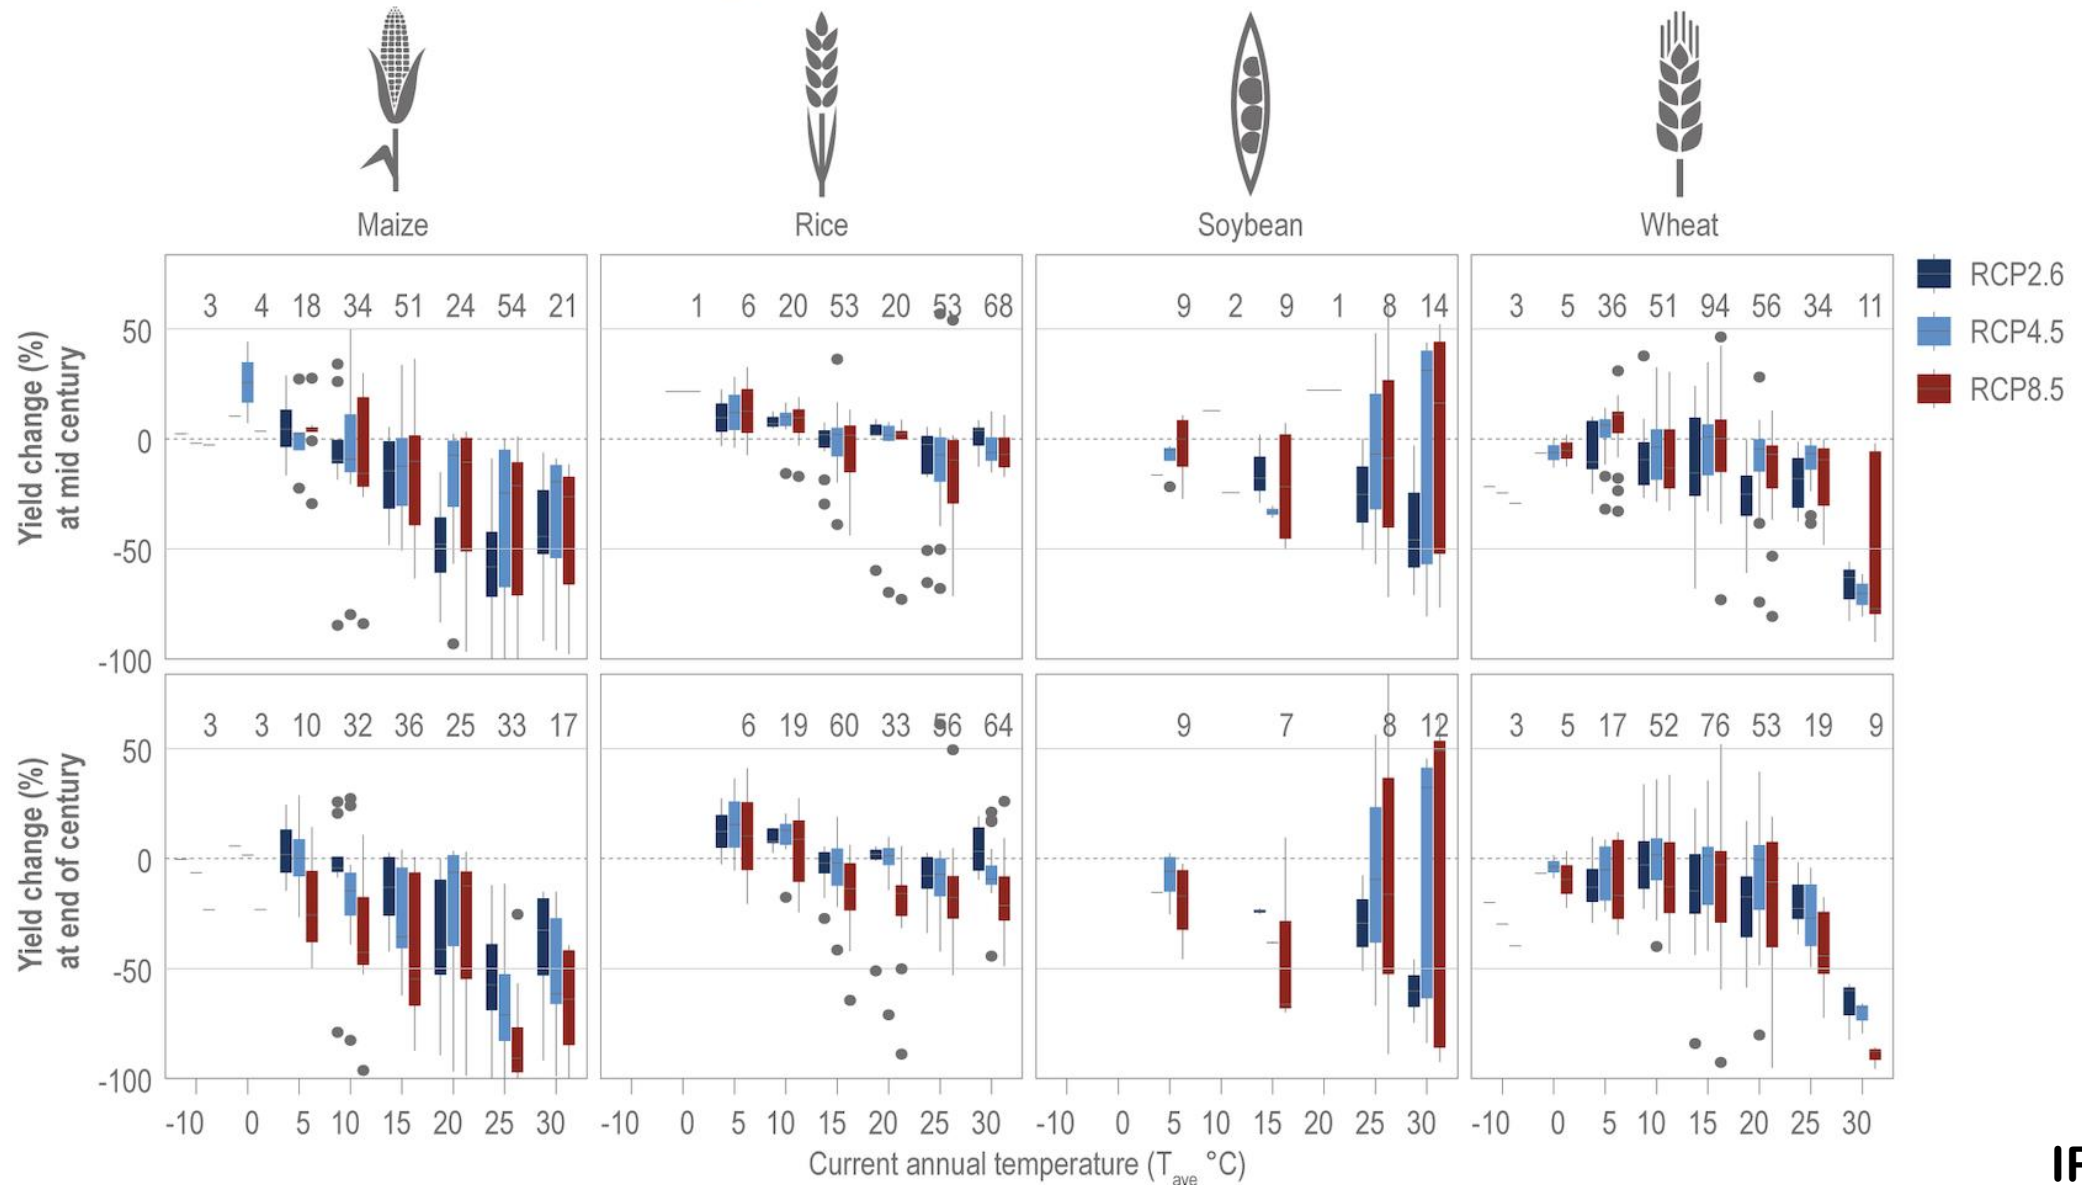 Maize Rice Soybean Wheat
RCP2.6
RCP4.5
RCP8.5
Yield change (%)
at mid century
3 4 18 34 51 24 54 21
1 6 20 53 20 53 68
9 2 9 1 8 14
3 5 36 51 94 56 34 11
50
0
-50
-100
Yield change (%)
at end of century
3 3 10 32 36 25 33 17
6 19 60 33 56 64
9 7 8 12
3 5 17 52 76 53 19 9
50
0
-50
-100
-10 0 5 10 15 20 25 30
-10 0 5 10 15 20 25 30
-10 0 5 10 15 20 25 30
-10 0 5 10 15 20 25 30
Current annual temperature (Tave °C)